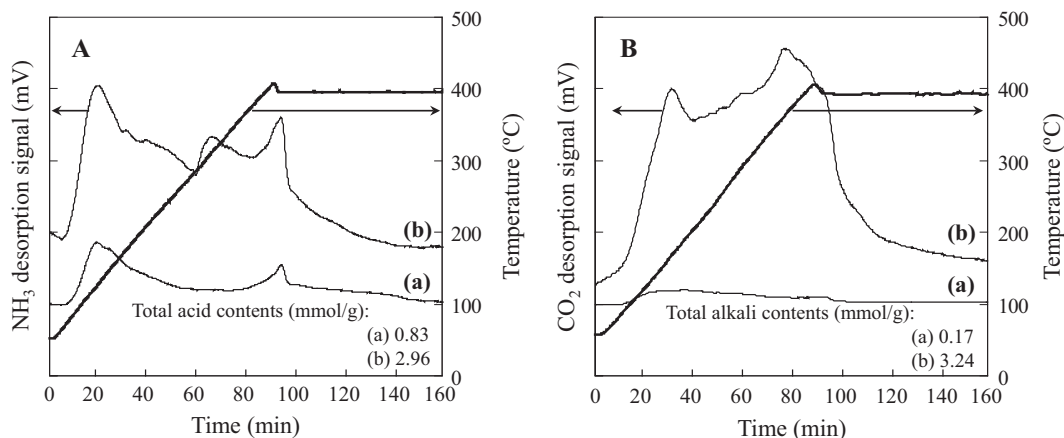 A
NH3 desorption signal (mV)
500
400
300
200
100
0
Temperature (ºC)
(b)
(a)
Total acid contents (mmol/g):
(a) 0.83
(b) 2.96
0 20 40 60 80 100 120 140 160
Time (min)
B
CO2 desorption signal (mV)
500
400
300
200
100
0
Temperature (ºC)
(b)
(a)
Total alkali contents (mmol/g):
(a) 0.17
(b) 3.24
0 20 40 60 80 100 120 140 160
Time (min)